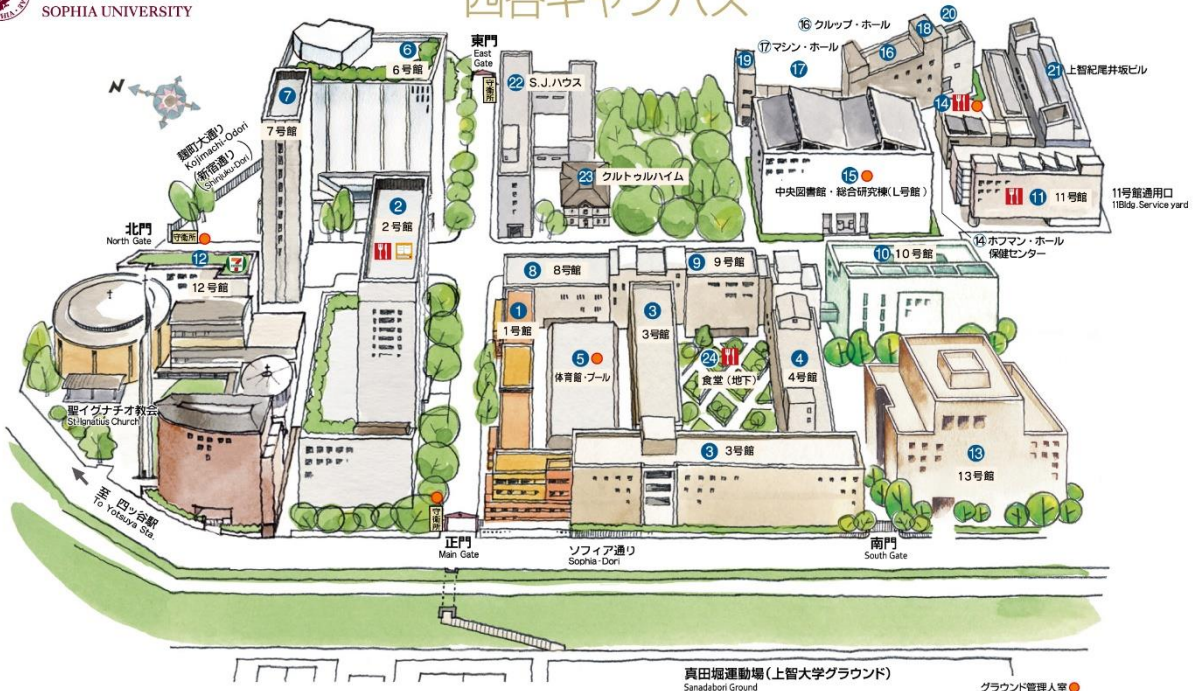 SOPHIA UNIVERSITY
四谷キャンパス
⑯ クルップ・ホール
⑰ マシン・ホール
20
18
16
19
17
21 上智紀尾井坂ビル
東門
East
Gate
守衛所
6
6号館
7
7号館
22 S.J.ハウス
14
N
麹町大通り
Kojimachi-Odori
(新宿通り)
Shinjuku-Dori
23 クルトゥルハイム
15
中央図書館・総合研究棟(L号館)
11 11号館
11号館通用口
11Bldg. Service yard
2
2号館
北門
North Gate
守衛所
⑭ ホフマン・ホール
保健センター
12
12号館
7
8 8号館
9 9号館
10 10号館
1
1号館
3
3号館
5
体育館・プール
24
食堂(地下)
4
4号館
聖イグナチオ教会
St. Ignatius Church
3 3号館
13
13号館
至 四ッ谷駅
To Yotsuya Sta.
守衛所
正門
Main Gate
ソフィア通り
Sophia-Dori
南門
South Gate
真田堀運動場(上智大学グラウンド)
Sanadabori Ground
グラウンド管理人室